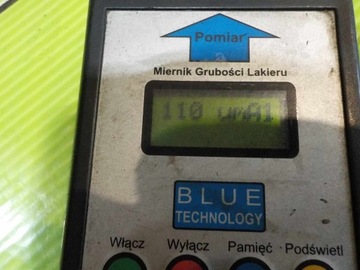 Pomiar
Miernik Grubości Lakieru
110 umAl
BLUE
TECHNOLOGY
Włącz Wyłącz Pamięć Podświetl